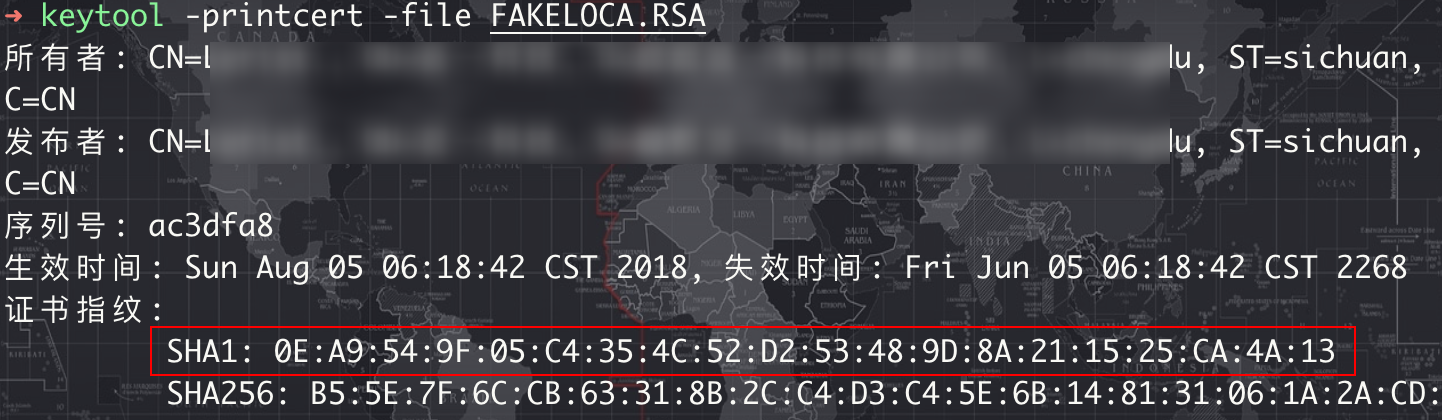 → keytool -printcert -file FAKELOCA.RSA
所有者: CN=L du, ST=sichuan,
C=CN
发布者: CN=L du, ST=sichuan,
C=CN
序列号: ac3dfa8
生效时间: Sun Aug 05 06:18:42 CST 2018, 失效时间: Fri Jun 05 06:18:42 CST 2268
证书指纹:
SHA1: 0E:A9:54:9F:05:C4:35:4C:52:D2:53:48:9D:8A:21:15:25:CA:4A:13
SHA256: B5:5E:7F:6C:CB:63:31:8B:2C:C4:D3:C4:5E:6B:14:81:31:06:1A:2A:CD: